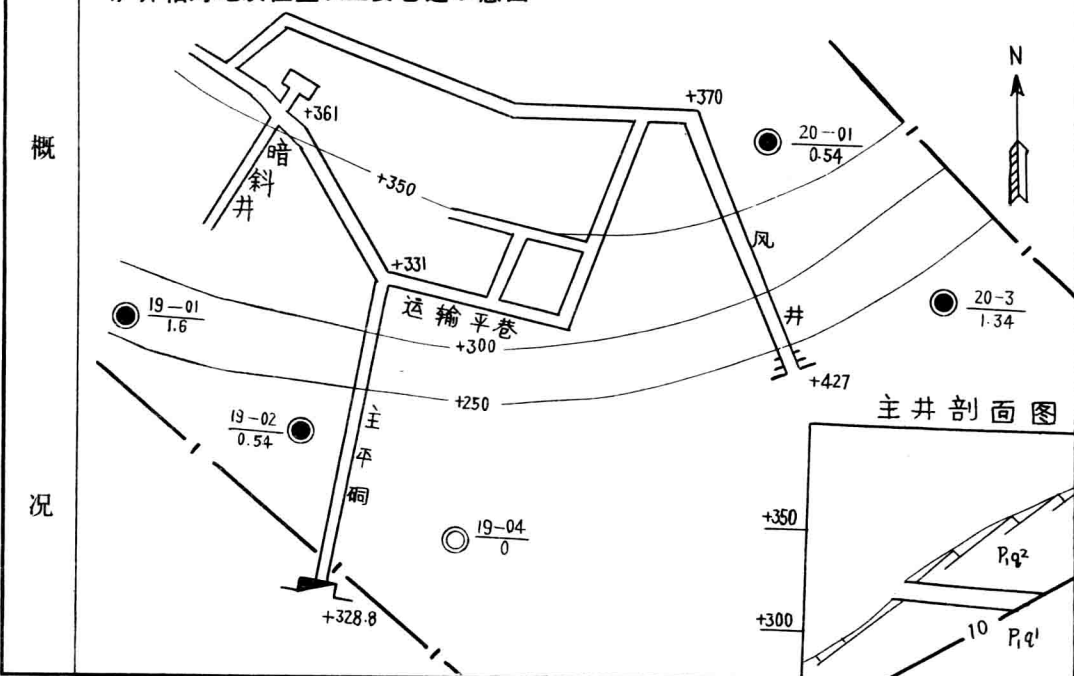 概
况
N
+370
20-01
0.54
+361
暗
斜
井
+350
风
井
+331
运输平巷
19-01
1.6
20-3
1.34
+300
+427
+250
主井剖面图
19-02
0.54
主
平
硐
19-04
0
+350
P₁q²
+328.8
+300
10
P₁q¹